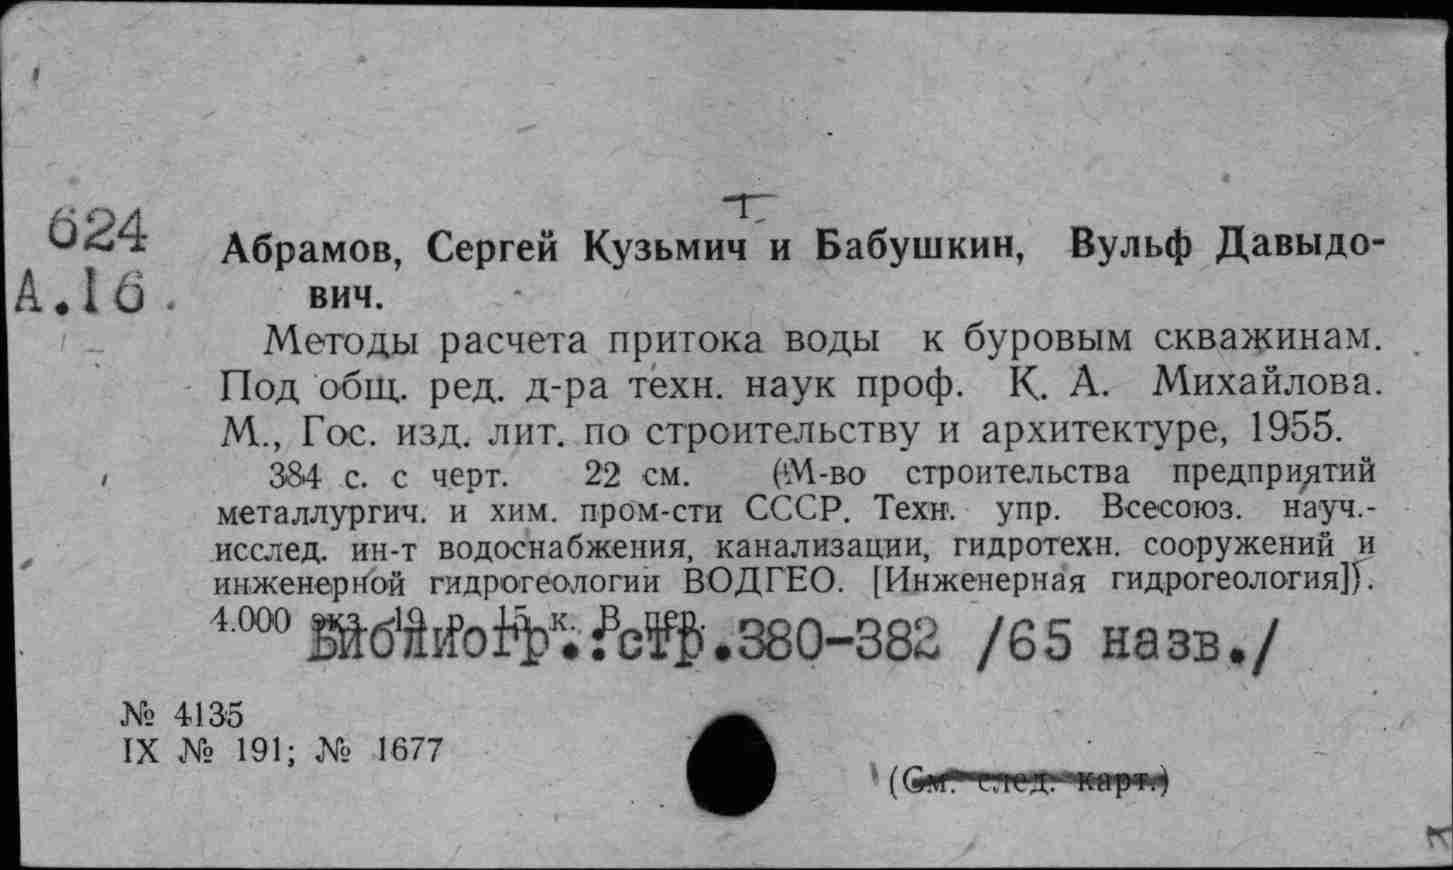 Т
624
А.16.
Абрамов, Сергей Кузьмич и Бабушкин, Вульф Давыдо-
вич.
Методы расчета притока воды к буровым скважинам.
Под общ. ред. д-ра техн. наук проф. К. А. Михайлова.
М., Гос. изд. лит. по строительству и архитектуре, 1955.
384 с. с черт. 22 см. (М-во строительства предприятий
металлургич. и хим. пром-сти СССР. Техн. упр. Всесоюз. науч.-
исслед. ин-т водоснабжения, канализации, гидротехн. сооружений и
инженерной гидрогеологии ВОДГЕО. [Инженерная гидрогеология]).
4.000 экз. к. В пер.
Библиогр.: стр.380-382 /65 назв./
№ 4135
IX № 191; № 1677
(См. след. карт.)